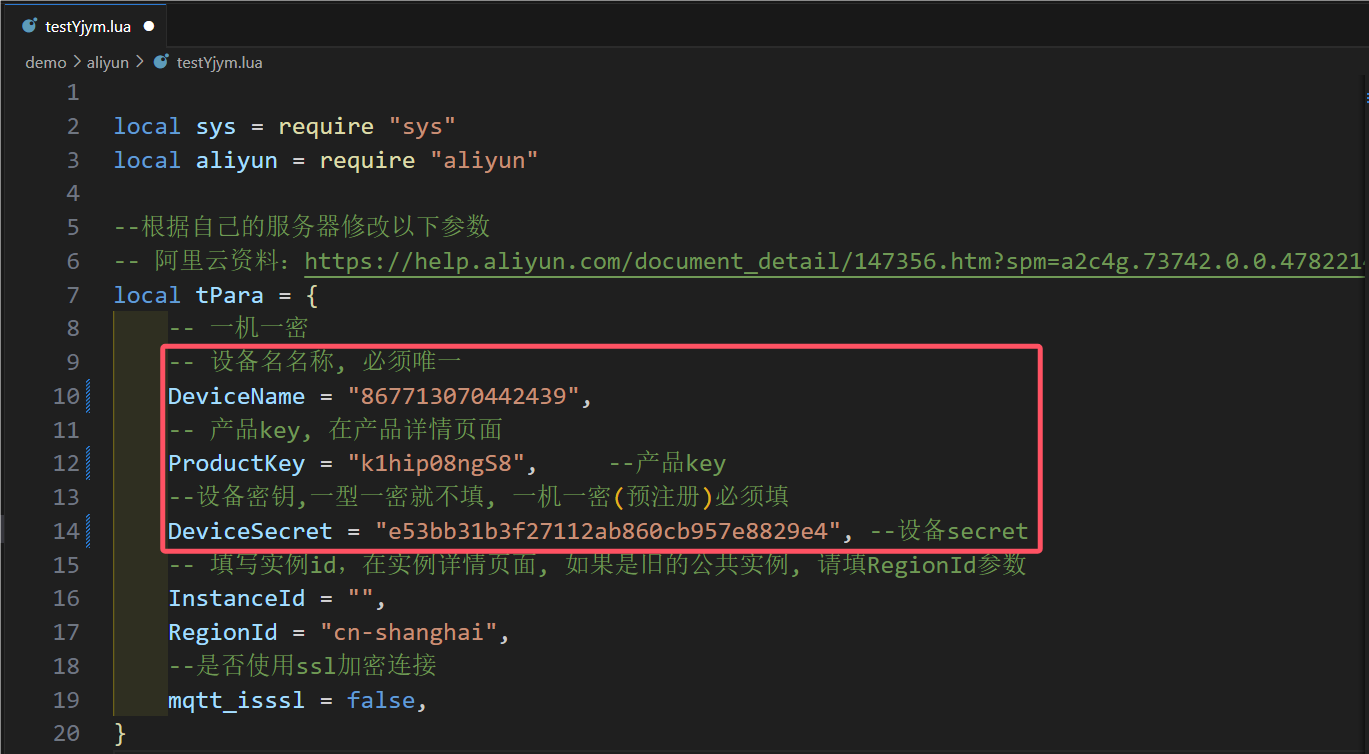 testYjym.lua
demo > aliyun > testYjym.lua
1
2 local sys = require "sys"
3 local aliyun = require "aliyun"
4
5 --根据自己的服务器修改以下参数
6 -- 阿里云资料：https://help.aliyun.com/document_detail/147356.htm?spm=a2c4g.73742.0.0.4782214
7 local tPara = {
8 -- 一机一密
9 -- 设备名名称, 必须唯一
10 DeviceName = "867713070442439",
11 -- 产品key, 在产品详情页面
12 ProductKey = "k1hip08ngS8", --产品key
13 --设备密钥,一型一密就不填, 一机一密(预注册)必须填
14 DeviceSecret = "e53bb31b3f27112ab860cb957e8829e4", --设备secret
15 -- 填写实例id，在实例详情页面, 如果是旧的公共实例, 请填RegionId参数
16 InstanceId = "",
17 RegionId = "cn-shanghai",
18 --是否使用ssl加密连接
19 mqtt_isssl = false,
20 }